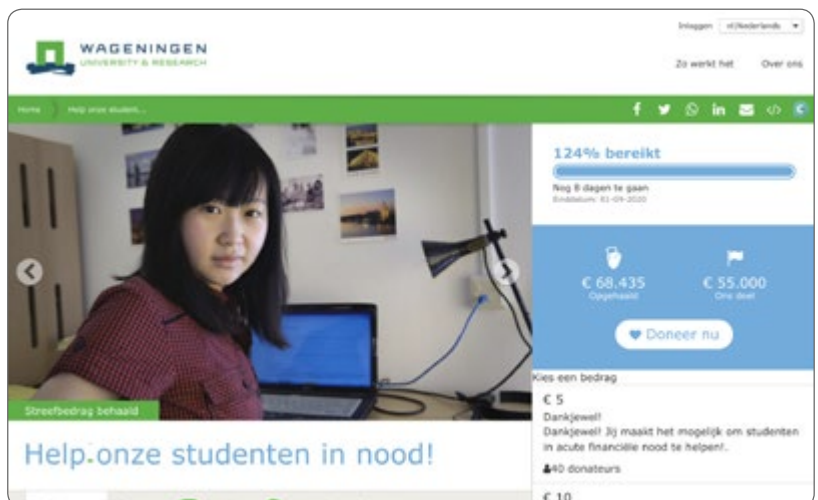 Inloggen nl/Nederlands
WAGENINGEN
UNIVERSITY & RESEARCH
Zo werkt het Over ons
Home Help onze student...
124% bereikt
Nog 8 dagen te gaan
Einddatum: 01-09-2020
€ 68.435 € 55.000
Opgehaald Ons doel
Doneer nu
Kies een bedrag
€ 5
Dankjewel!
Dankjewel! Jij maakt het mogelijk om studenten
in acute financiële nood te helpen!.
40 donateurs
€ 10
Streefbedrag behaald
Help onze studenten in nood!